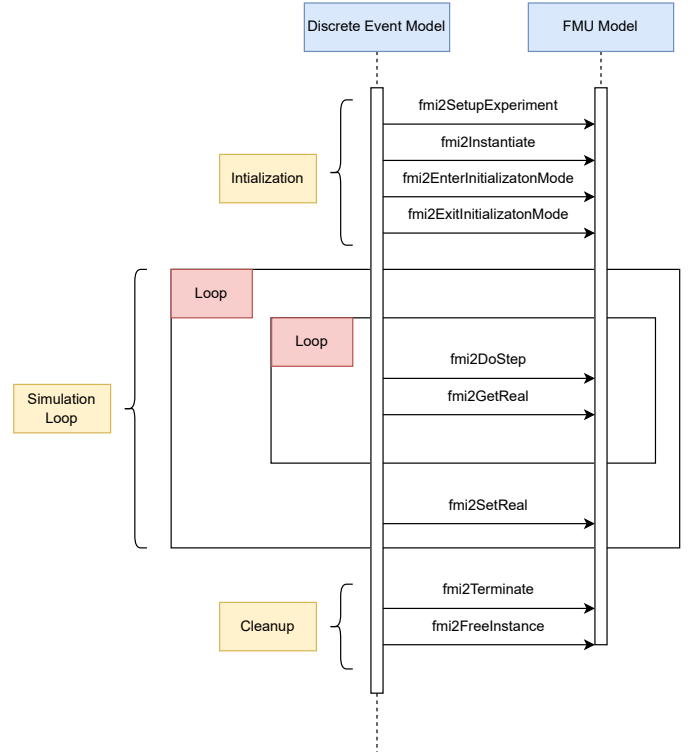 Discrete Event Model
FMU Model
fmi2SetupExperiment
fmi2Instantiate
Intialization
fmi2EnterInitializatonMode
fmi2ExitInitializatonMode
Loop
Loop
fmi2DoStep
fmi2GetReal
Simulation
Loop
fmi2SetReal
fmi2Terminate
Cleanup
fmi2FreeInstance